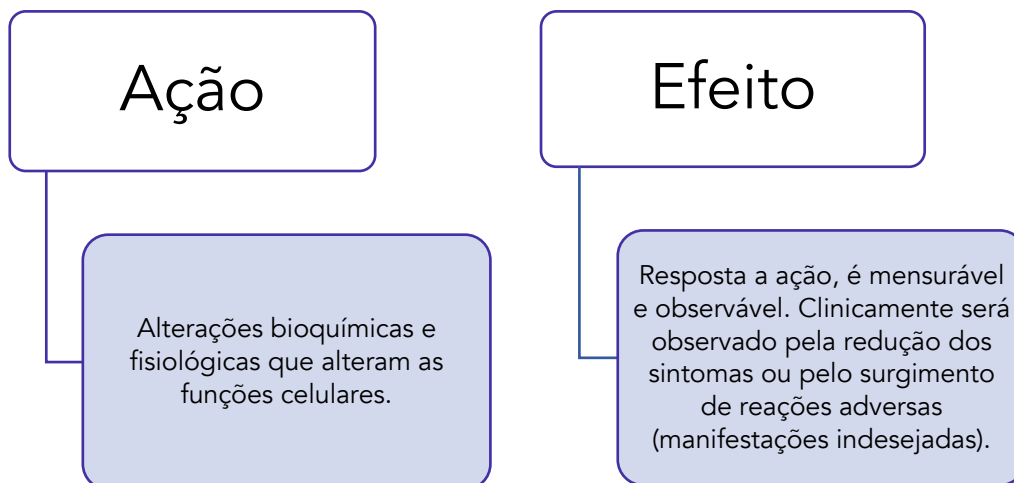 Ação
Alterações bioquímicas e
fisiológicas que alteram as
funções celulares.
Efeito
Resposta a ação, é mensurável
e observável. Clinicamente será
observado pela redução dos
sintomas ou pelo surgimento
de reações adversas
(manifestações indesejadas).